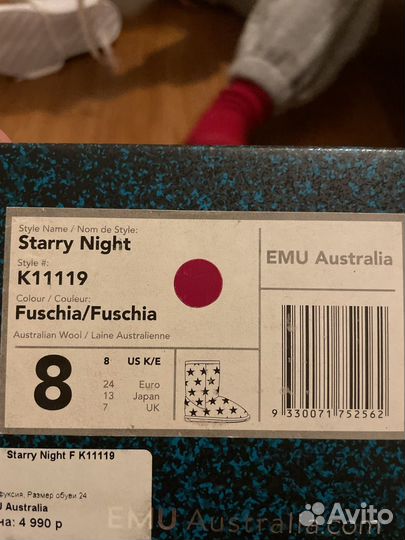 Style Name / Nom de Style:
Starry Night
Style #:
K11119
Colour / Couleur:
Fuschia/Fuschia
Australian Wool / Laine Australienne
EMU Australia
8
8 US K/E
24 Euro
13 Japan
7 UK
9 330071 752562
Starry Night F K11119
фуксия, Размер обуви 24
U Australia
на: 4 990 р
EMU Australia.com
Avito